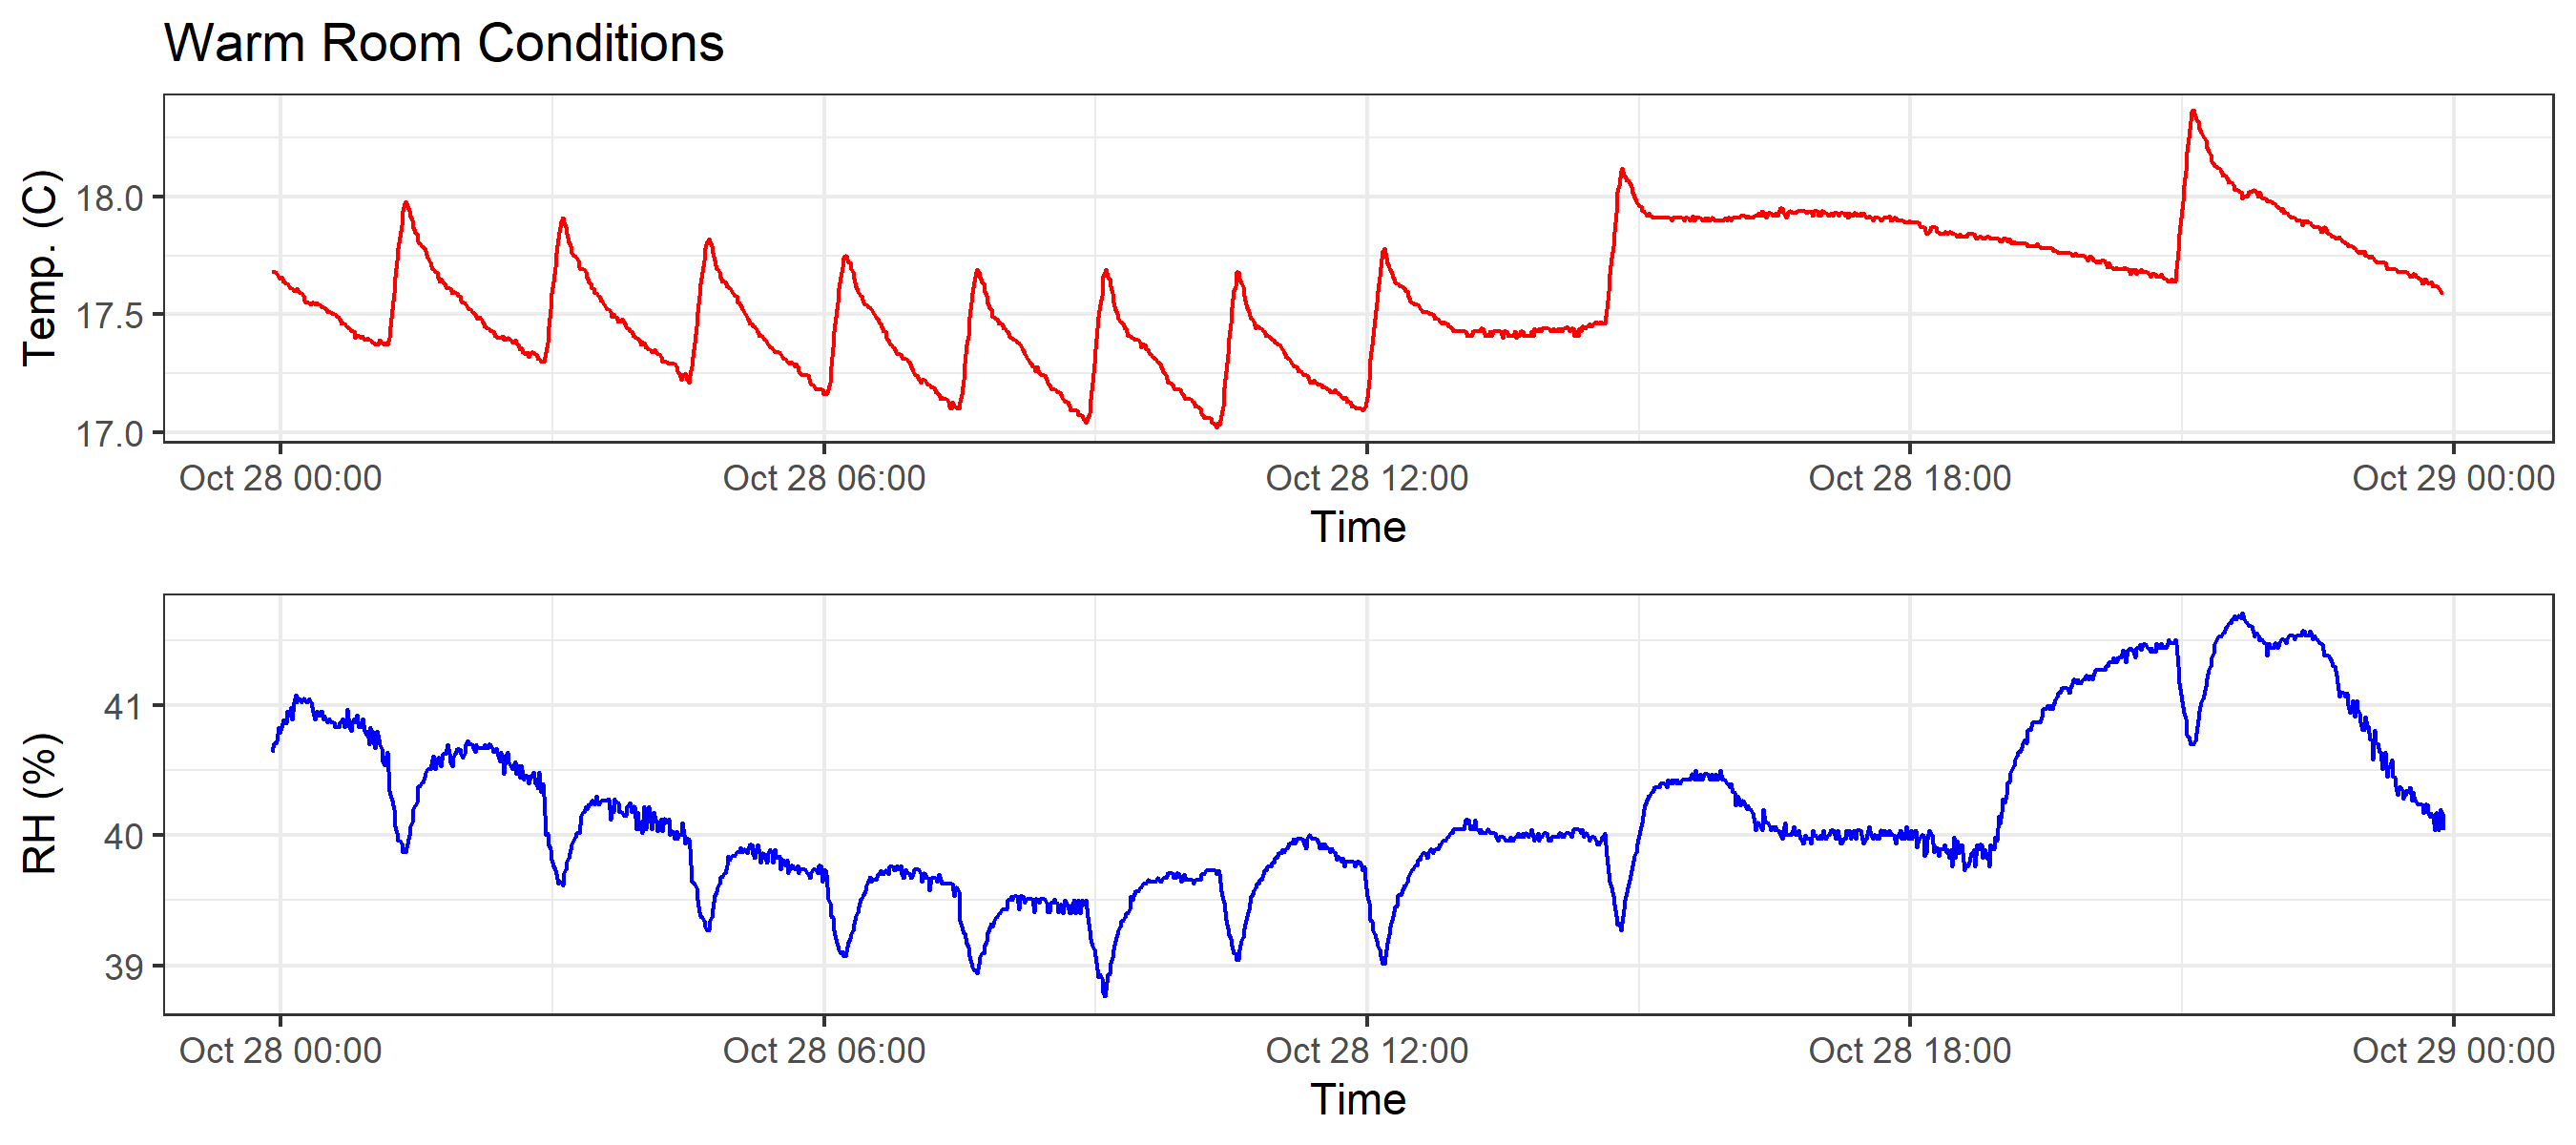 Warm Room Conditions
Temp. (C)
18.0
17.5
17.0
Oct 28 00:00 Oct 28 06:00 Oct 28 12:00 Oct 28 18:00 Oct 29 00:00
Time
RH (%)
41
40
39
Oct 28 00:00 Oct 28 06:00 Oct 28 12:00 Oct 28 18:00 Oct 29 00:00
Time